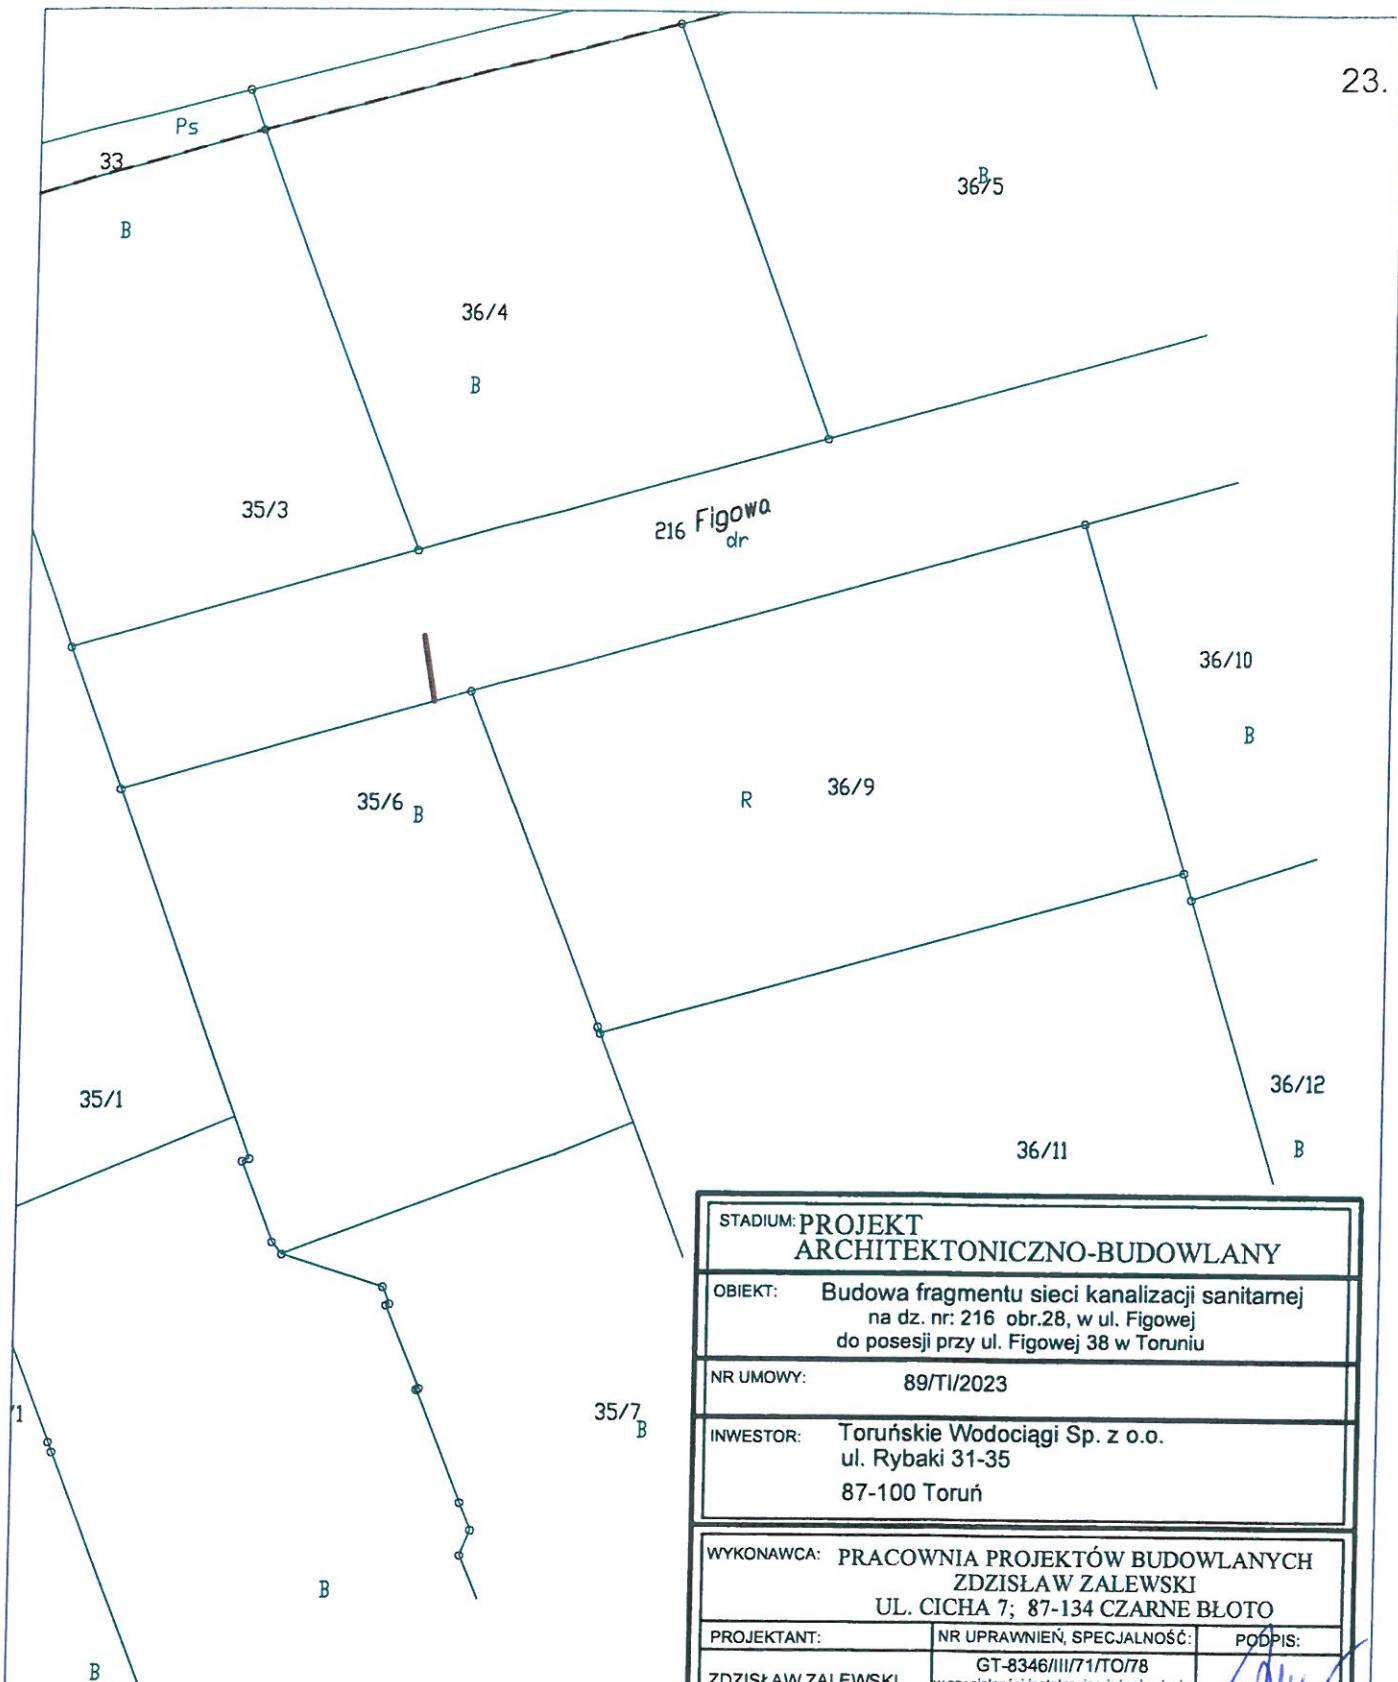 23.
Ps
33
B
B
36/5
36/4
B
35/3
216 Figowa
dr
36/10
B
35/6 B
R 36/9
35/1
36/12
B
36/11
STADIUM: PROJEKT
ARCHITEKTONICZNO-BUDOWLANY
OBIEKT: Budowa fragmentu sieci kanalizacji sanitarnej
na dz. nr: 216 obr.28, w ul. Figowej
do posesji przy ul. Figowej 38 w Toruniu
NR UMOWY: 89/TI/2023
/1
35/7
B
INWESTOR: Toruńskie Wodociągi Sp. z o.o.
ul. Rybaki 31-35
87-100 Toruń
WYKONAWCA: PRACOWNIA PROJEKTÓW BUDOWLANYCH
ZDZISŁAW ZALEWSKI
UL. CICHA 7; 87-134 CZARNE BŁOTO
B
B
PROJEKTANT: NR UPRAWNIEŃ, SPECJALNOŚĆ: PODPIS:
GT-8346/III/71/TO/78
ZDZISŁAW ZALEWSKI